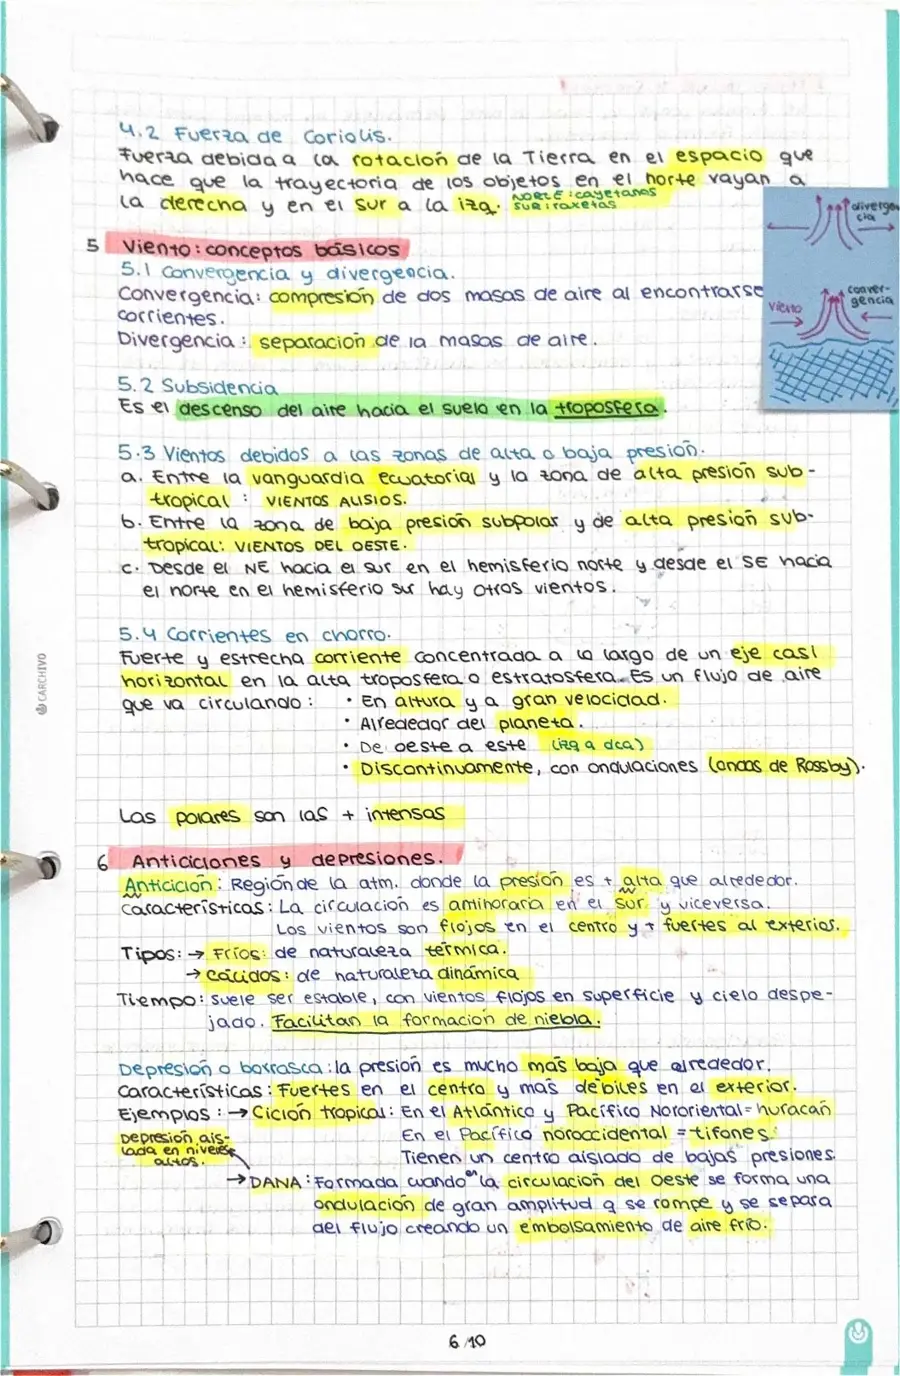 4.2 Fuerza de Coriolis.
Fuerza debida a la rotación de la Tierra en el espacio que
hace que la trayectoria de los objetos en el norte vayan a
la derecha y en el sur a la izq. NORTE: cayetanos
SUR: raxetas
divergen
cia
conver-
gencia
viento
5 Viento: conceptos básicos
5.1 Convergencia y divergencia.
Convergencia: compresión de dos masas de aire al encontrarse
corrientes.
Divergencia: separación de la masas de aire.
5.2 Subsidencia
Es el descenso del aire hacia el suelo en la troposfera.
5.3 Vientos debidos a las zonas de alta o baja presión.
a. Entre la vanguardia ecuatorial y la zona de alta presión sub-
tropical: VIENTOS ALISIOS.
b. Entre la zona de baja presión subpolar y de alta presión sub-
tropical: VIENTOS DEL OESTE.
c. Desde el NE hacia el sur en el hemisferio norte y desde el SE hacia
el norte en el hemisferio sur hay otros vientos.
5.4 Corrientes en chorro.
Fuerte y estrecha corriente concentrada a lo largo de un eje casi
horizontal en la alta troposfera o estratosfera. Es un flujo de aire
que va circulando: • En altura y a gran velocidad.
• Alrededor del planeta.
• De oeste a este (izq a dca)
• Discontinuamente, con ondulaciones (ondas de Rossby).
Las polares son las + intensas
6 Anticiclones y depresiones.
Anticiclón: Región de la atm. donde la presión es + alta que alrededor.
Características: La circulación es antihoraria en el sur y viceversa.
Los vientos son flojos en el centro y + fuertes al exterior.
Tipos: → Fríos: de naturaleza térmica.
→ Cálidos: de naturaleza dinámica
Tiempo: suele ser estable, con vientos flojos en superficie y cielo despe-
jado. Facilitan la formación de niebla.
Depresión o borrasca: la presión es mucho más baja que alrededor.
Características: Fuertes en el centro y más débiles en el exterior.
Ejemplos: → Ciclón tropical: En el Atlántico y Pacífico Nororiental = huracán
En el Pacífico noroccidental = tifones.
Tienen un centro aislado de bajas presiones.
Depresión ais-
lada en niveles
altos.
→ DANA: Formada cuando en la circulación del oeste se forma una
ondulación de gran amplitud q se rompe y se separa
del flujo creando un embolsamiento de aire frío.
CARCHIVO
6/10